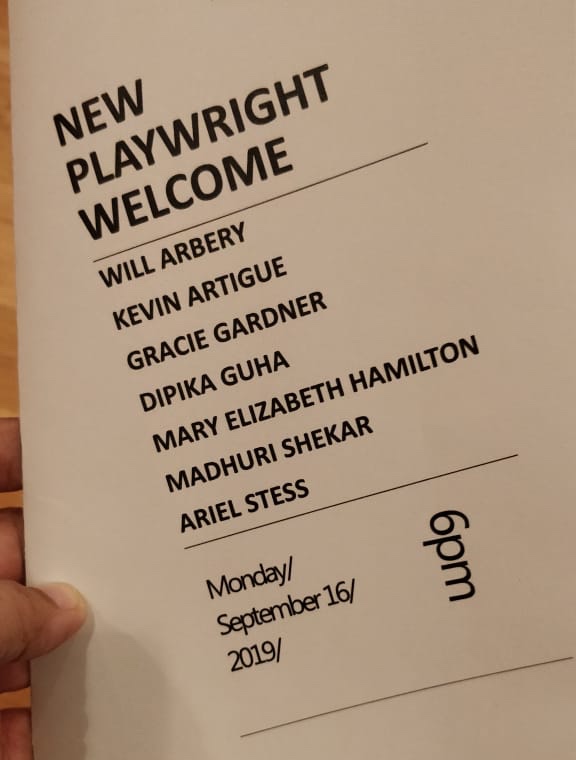 NEW
PLAYWRIGHT
WELCOME
WILL ARBERY
KEVIN ARTIGUE
GRACIE GARDNER
DIPIKA GUHA
MARY ELIZABETH HAMILTON
MADHURI SHEKAR
ARIEL STESS
Monday/
September 16/
2019/
6pm